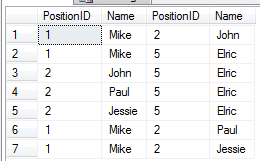 PositionID Name PositionID Name
1 1 Mike 2 John
2 1 Mike 5 Elric
3 2 John 5 Elric
4 2 Paul 5 Elric
5 2 Jessie 5 Elric
6 1 Mike 2 Paul
7 1 Mike 2 Jessie